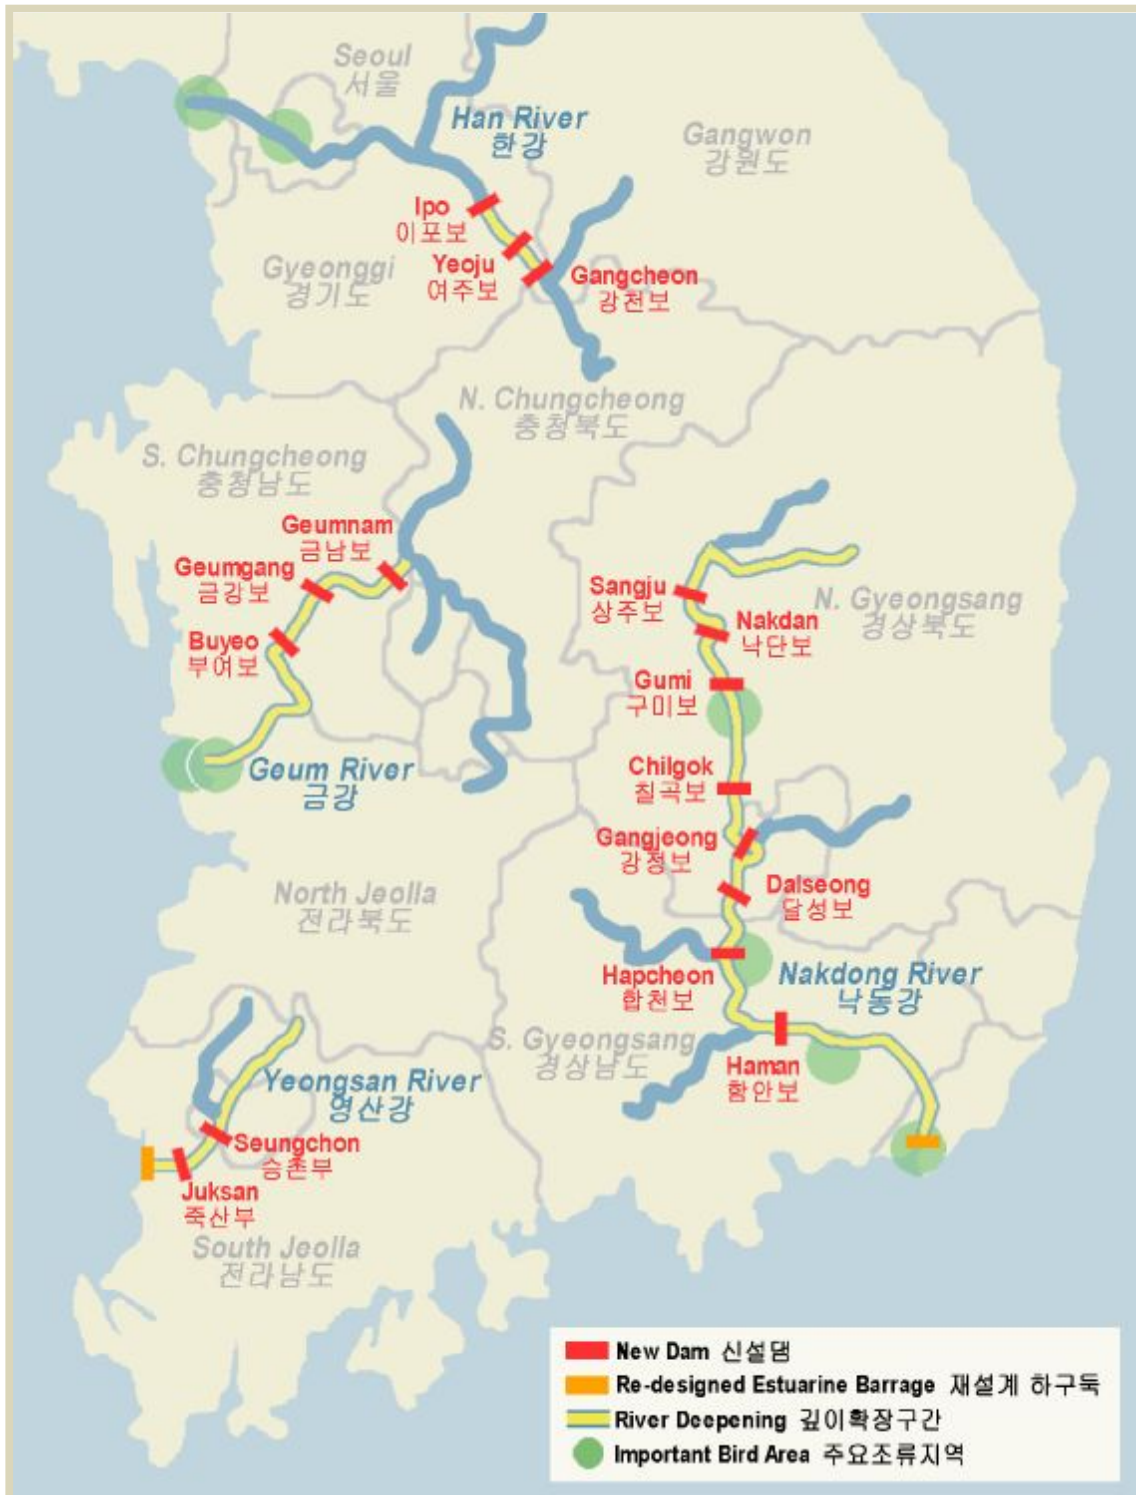 Seoul
서울
Han River
한강
Gangwon
강원도
Ipo
이포보
Yeoju
여주보
Gangcheon
강천보
Gyeonggi
경기도
N. Chungcheong
충청북도
S. Chungcheong
충청남도
Geumnam
금남보
Geumgang
금강보
Buyeo
부여보
Sangju
상주보
Nakdan
낙단보
N. Gyeongsang
경상북도
Gumi
구미보
Geum River
금강
Chilgok
칠곡보
Gangjeong
강정보
Dalseong
달성보
North Jeolla
전라북도
Hapcheon
합천보
Nakdong River
낙동강
S. Gyeongsang
경상남도
Haman
함안보
Yeongsan River
영산강
Seungchon
승촌부
Juksan
죽산부
South Jeolla
전라남도
New Dam 신설댐
Re-designed Estuarine Barrage 재설계 하구둑
River Deepening 깊이확장구간
Important Bird Area 주요조류지역